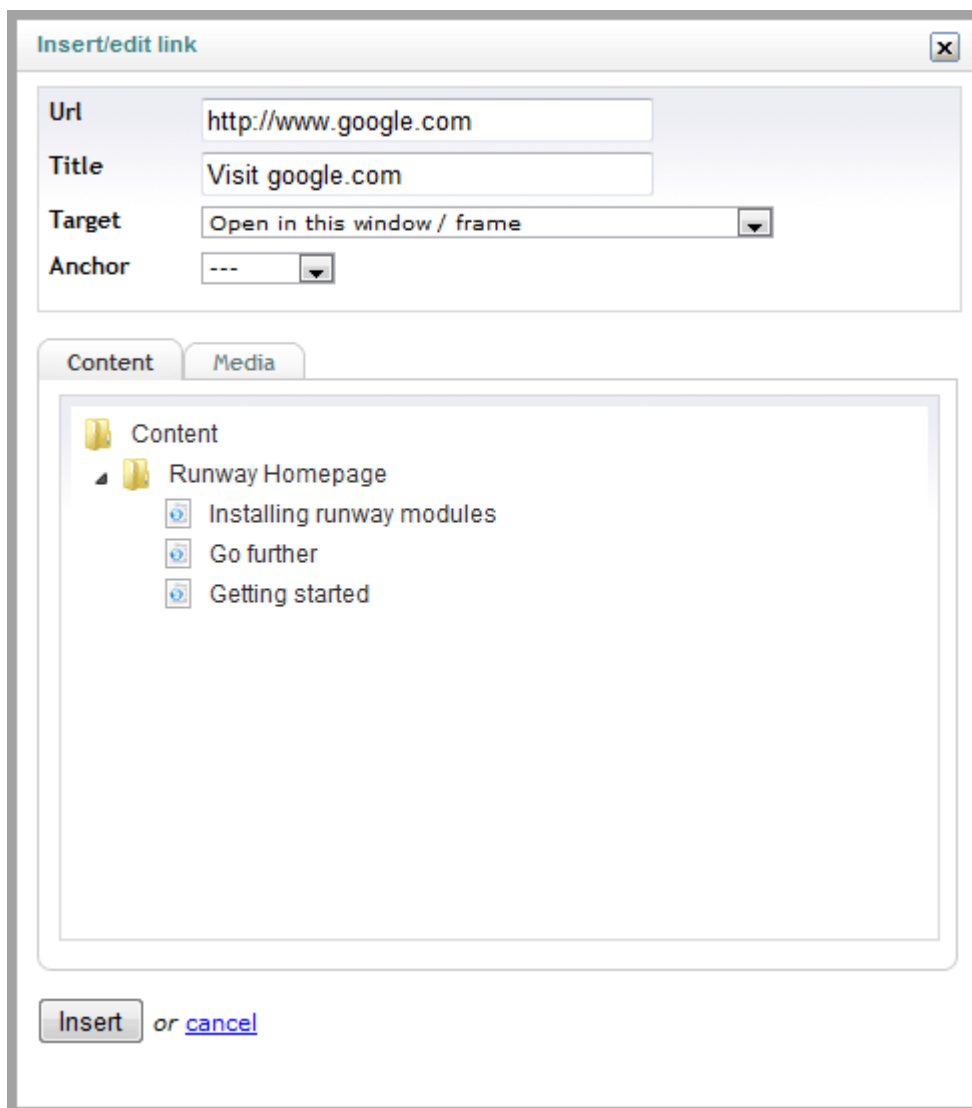 Insert/edit link
Url http://www.google.com
Title Visit google.com
Target Open in this window / frame
Anchor ---
Content Media
Content
Runway Homepage
Installing runway modules
Go further
Getting started
Insert or cancel